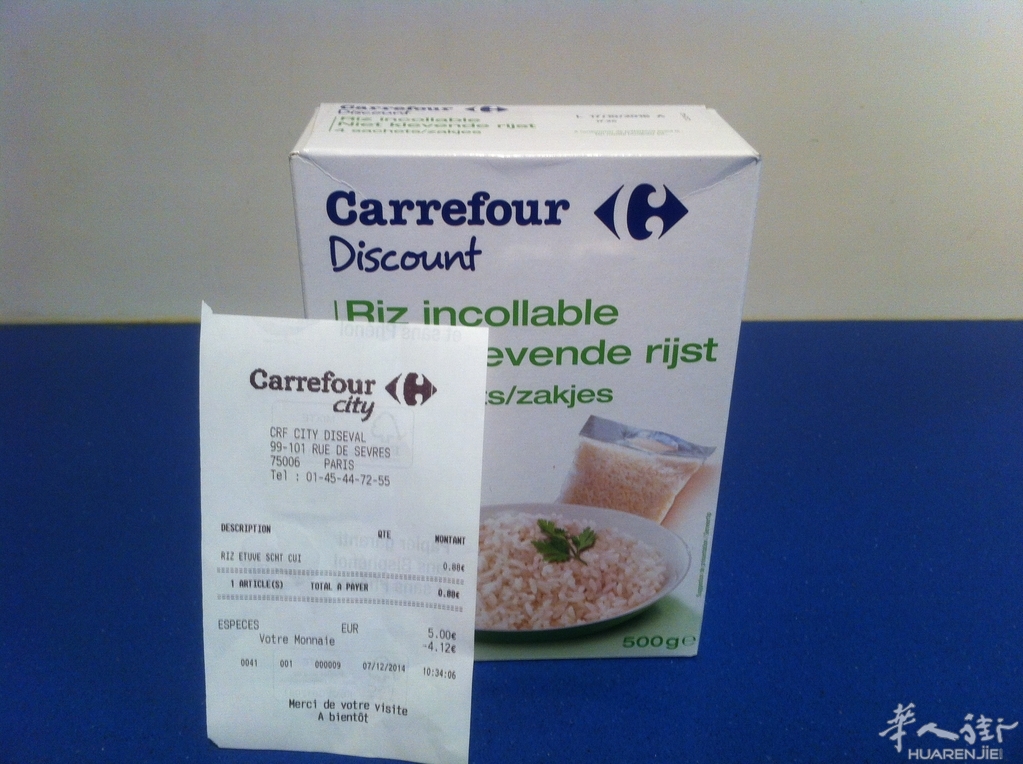 Carrefour
Discount
Riz incollable
Niet klevende rijst
4 sachets/zakjes
Carrefour
Discount
Riz incollable
levende rijst
ts/zakjes
500g e
Carrefour
city
CRF CITY DISEVAL
99-101 RUE DE SEVRES
75006 PARIS
Tel : 01-45-44-72-55
DESCRIPTION QTE MONTANT
RIZ ETUVE SCHT CUI 0.88€
1 ARTICLE(S) TOTAL A PAYER 0.88€
ESPECES EUR 5.00€
Votre Monnaie -4.12€
0041 001 000009 07/12/2014 10:34:06
Merci de votre visite
A bientôt
華人街
HUARENJIE